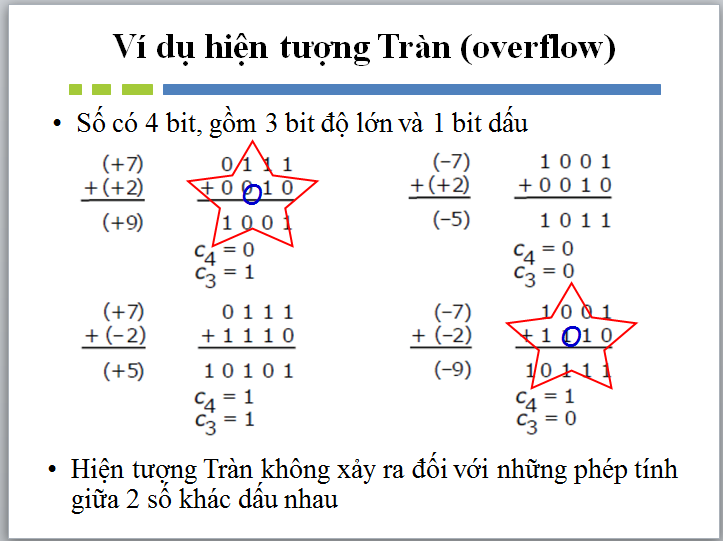 Ví dụ hiện tượng Tràn (overflow)
• Số có 4 bit, gồm 3 bit độ lớn và 1 bit dấu
(+7) 0 1 1 1
+ (+2) + 0 0 1 0
(+9) 1 0 0 1
c4 = 0
c3 = 1
(−7) 1 0 0 1
+ (+2) + 0 0 1 0
(−5) 1 0 1 1
c4 = 0
c3 = 0
(+7) 0 1 1 1
+ (−2) + 1 1 1 0
(+5) 1 0 1 0 1
c4 = 1
c3 = 1
(−7) 1 0 0 1
+ (−2) + 1 1 1 0
(−9) 1 0 1 1 1
c4 = 1
c3 = 0
• Hiện tượng Tràn không xảy ra đối với những phép tính
giữa 2 số khác dấu nhau